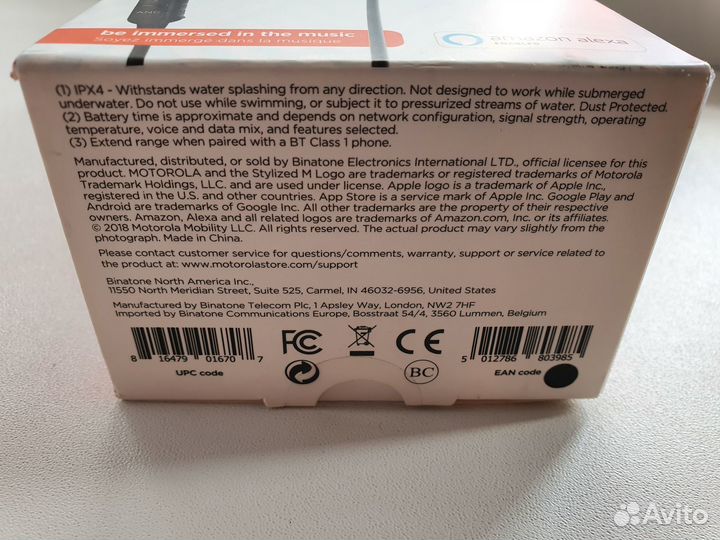 be immersed in the music
Soyez immergé dans la musique
amazon alexa
(1) IPX4 - Withstands water splashing from any direction. Not designed to work while submerged
underwater. Do not use while swimming, or subject it to pressurized streams of water. Dust Protected.
(2) Battery time is approximate and depends on network configuration, signal strength, operating
temperature, voice and data mix, and features selected.
(3) Extend range when paired with a BT Class 1 phone.
Manufactured, distributed, or sold by Binatone Electronics International LTD., official licensee for this
product. MOTOROLA and the Stylized M Logo are trademarks or registered trademarks of Motorola
Trademark Holdings, LLC. and are used under license. Apple logo is a trademark of Apple Inc.,
registered in the U.S. and other countries. App Store is a service mark of Apple Inc. Google Play and
Android are trademarks of Google Inc. All other trademarks are the property of their respective
owners. Amazon, Alexa and all related logos are trademarks of Amazon.com, Inc. or its affiliates.
© 2018 Motorola Mobility LLC. All rights reserved. The actual product may vary slightly from the
photograph. Made in China.
Please contact customer service for questions/comments, warranty, support or service related to
the product at: www.motorolastore.com/support
Binatone North America Inc.,
11550 North Meridian Street, Suite 525, Carmel, IN 46032-6956, United States
Manufactured by Binatone Telecom Plc, 1 Apsley Way, London, NW2 7HF
Imported by Binatone Communications Europe, Bosstraat 54/4, 3560 Lummen, Belgium
8 16479 01670 7
UPC code
FC
CE
BC
5 012786 803985
EAN code
Avito